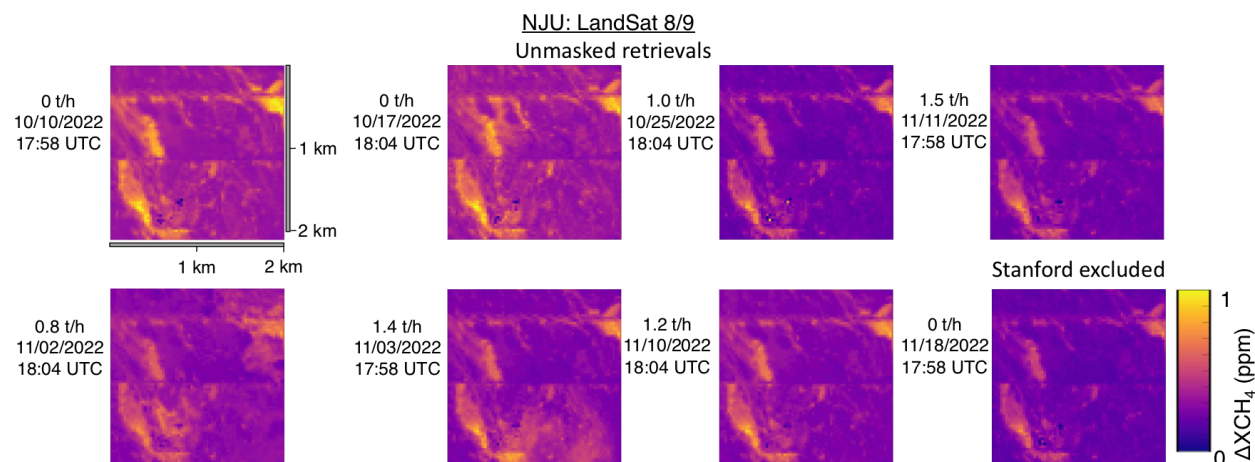 NJU: LandSat 8/9
Unmasked retrievals
0 t/h
10/10/2022
17:58 UTC
1 km
2 km
1 km
2 km
0 t/h
10/17/2022
18:04 UTC
1.0 t/h
10/25/2022
18:04 UTC
1.5 t/h
11/11/2022
17:58 UTC
Stanford excluded
0.8 t/h
11/02/2022
18:04 UTC
1.4 t/h
11/03/2022
17:58 UTC
1.2 t/h
11/10/2022
18:04 UTC
0 t/h
11/18/2022
17:58 UTC
1
0
ΔXCH₄ (ppm)